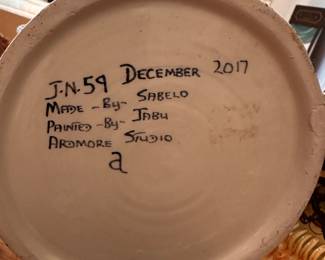 J.N.59 DECEMBER 2017
MADE -BY- SABELO
PAINTED -BY- JABU
ARDMORE STUDIO
a